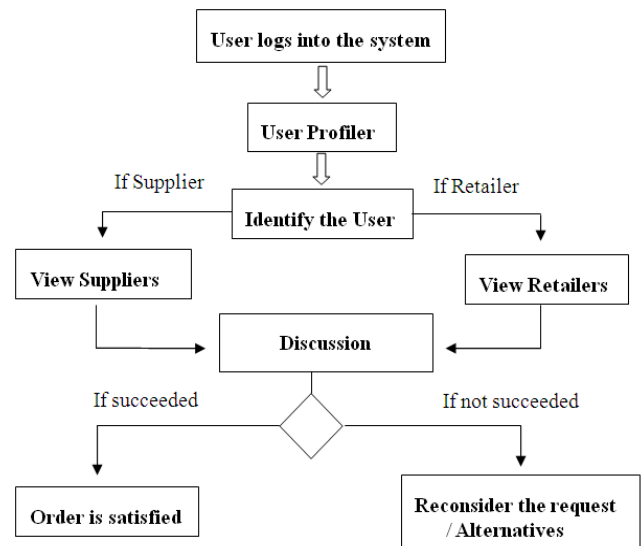 User logs into the system
User Profiler
If Supplier
If Retailer
Identify the User
View Suppliers
View Retailers
Discussion
If succeeded
If not succeeded
Order is satisfied
Reconsider the request
/ Alternatives